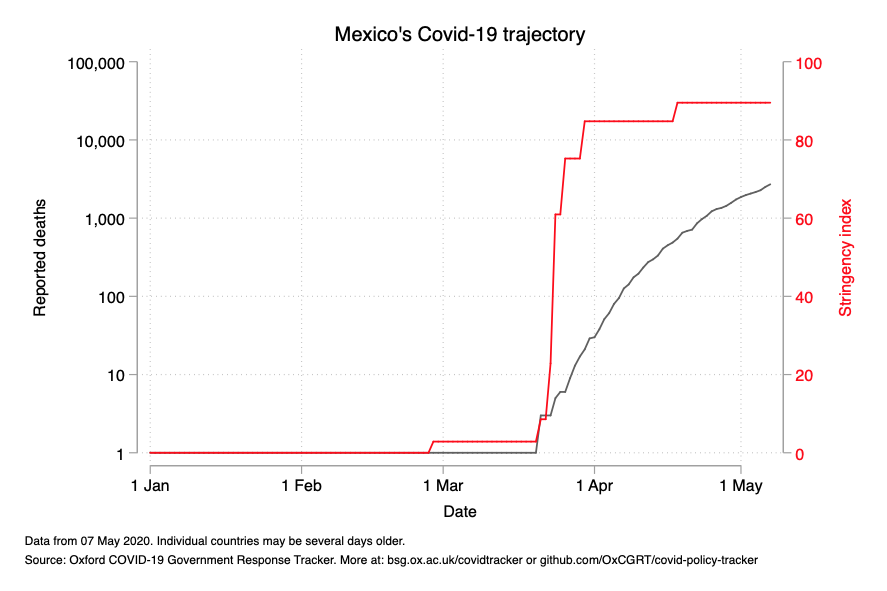 Mexico's Covid-19 trajectory
100,000
10,000
1,000
100
10
1
Reported deaths
100
80
60
40
20
0
Stringency index
1 Jan
1 Feb
1 Mar
1 Apr
1 May
Date
Data from 07 May 2020. Individual countries may be several days older.
Source: Oxford COVID-19 Government Response Tracker. More at: bsg.ox.ac.uk/covidtracker or github.com/OxCGRT/covid-policy-tracker